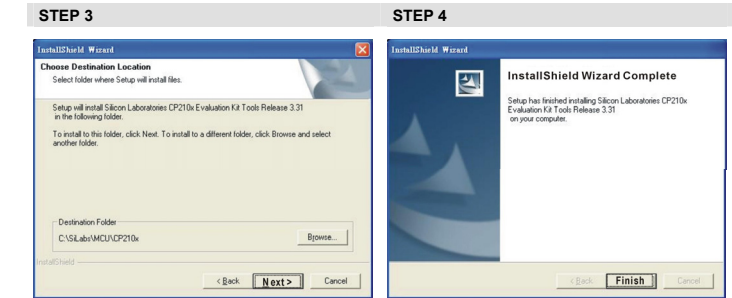 STEP 3
InstallShield Wizard
Choose Destination Location
Select folder where Setup will install files.
Setup will install Silicon Laboratories CP210x Evaluation Kit Tools Release 3.31
in the following folder.
To install to this folder, click Next. To install to a different folder, click Browse and select
another folder.
Destination Folder
C:\SiLabs\MCU\CP210x
Browse...
InstallShield
< Back
Next >
Cancel
STEP 4
InstallShield Wizard
InstallShield Wizard Complete
Setup has finished installing Silicon Laboratories CP210x
Evaluation Kit Tools Release 3.31
on your computer.
< Back
Finish
Cancel